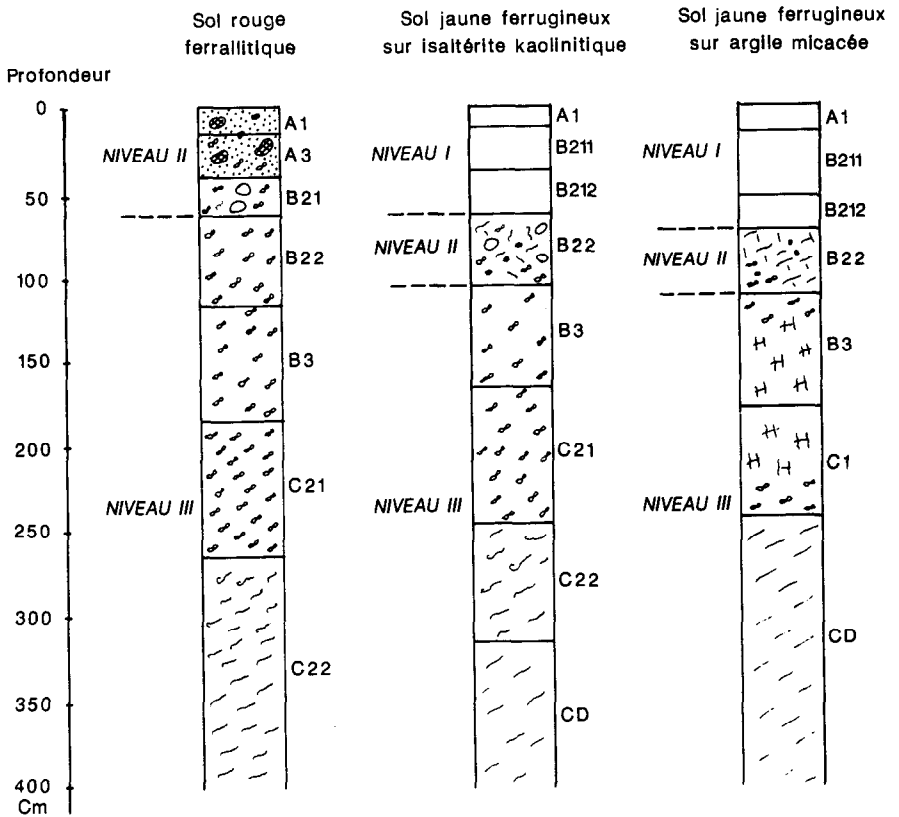 Sol rouge
ferrallitique
Sol jaune ferrugineux
sur isaltérite kaolinitique
Sol jaune ferrugineux
sur argile micacée
Profondeur
0
50
100
150
200
250
300
350
400
Cm
NIVEAU II
NIVEAU III
A1
A3
B21
B22
B3
C21
C22
NIVEAU I
NIVEAU II
NIVEAU III
A1
B211
B212
B22
B3
C21
C22
CD
NIVEAU I
NIVEAU II
NIVEAU III
A1
B211
B212
B22
B3
C1
CD